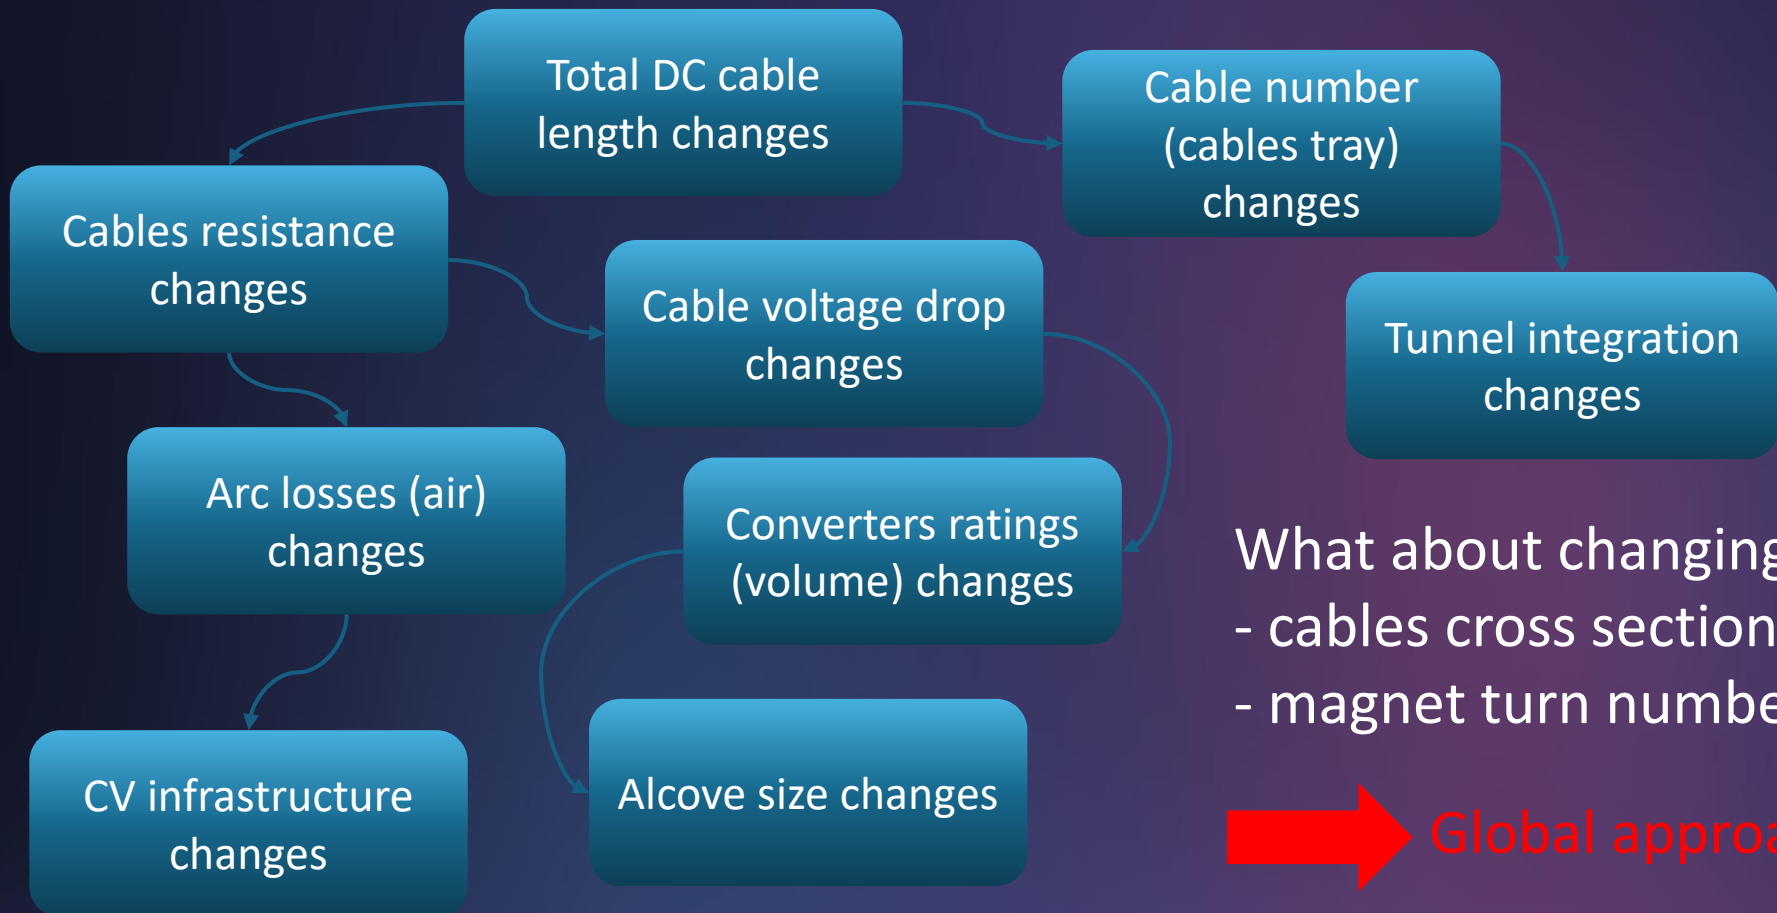 Total DC cable
length changes
Cable number
(cables tray)
changes
Cables resistance
changes
Cable voltage drop
changes
Tunnel integration
changes
Arc losses (air)
changes
Converters ratings
(volume) changes
What about changing
- cables cross section
- magnet turn numbe
CV infrastructure
changes
Alcove size changes
Global approa